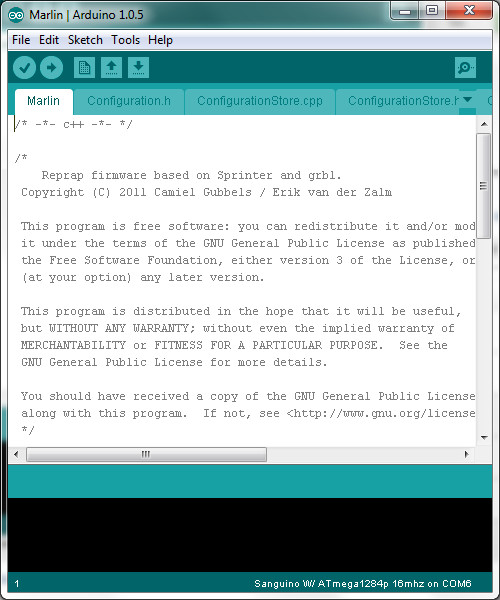 Marlin | Arduino 1.0.5
File Edit Sketch Tools Help
Marlin Configuration.h ConfigurationStore.cpp ConfigurationStore.h
/* -*- c++ -*- */
/*
Reprap firmware based on Sprinter and grbl.
Copyright (C) 2011 Camiel Gubbels / Erik van der Zalm
This program is free software: you can redistribute it and/or mod
it under the terms of the GNU General Public License as published
the Free Software Foundation, either version 3 of the License, or
(at your option) any later version.
This program is distributed in the hope that it will be useful,
but WITHOUT ANY WARRANTY; without even the implied warranty of
MERCHANTABILITY or FITNESS FOR A PARTICULAR PURPOSE.  See the
GNU General Public License for more details.
You should have received a copy of the GNU General Public License
along with this program.  If not, see <http://www.gnu.org/license
*/
1 Sanguino W/ ATmega1284p 16mhz on COM6